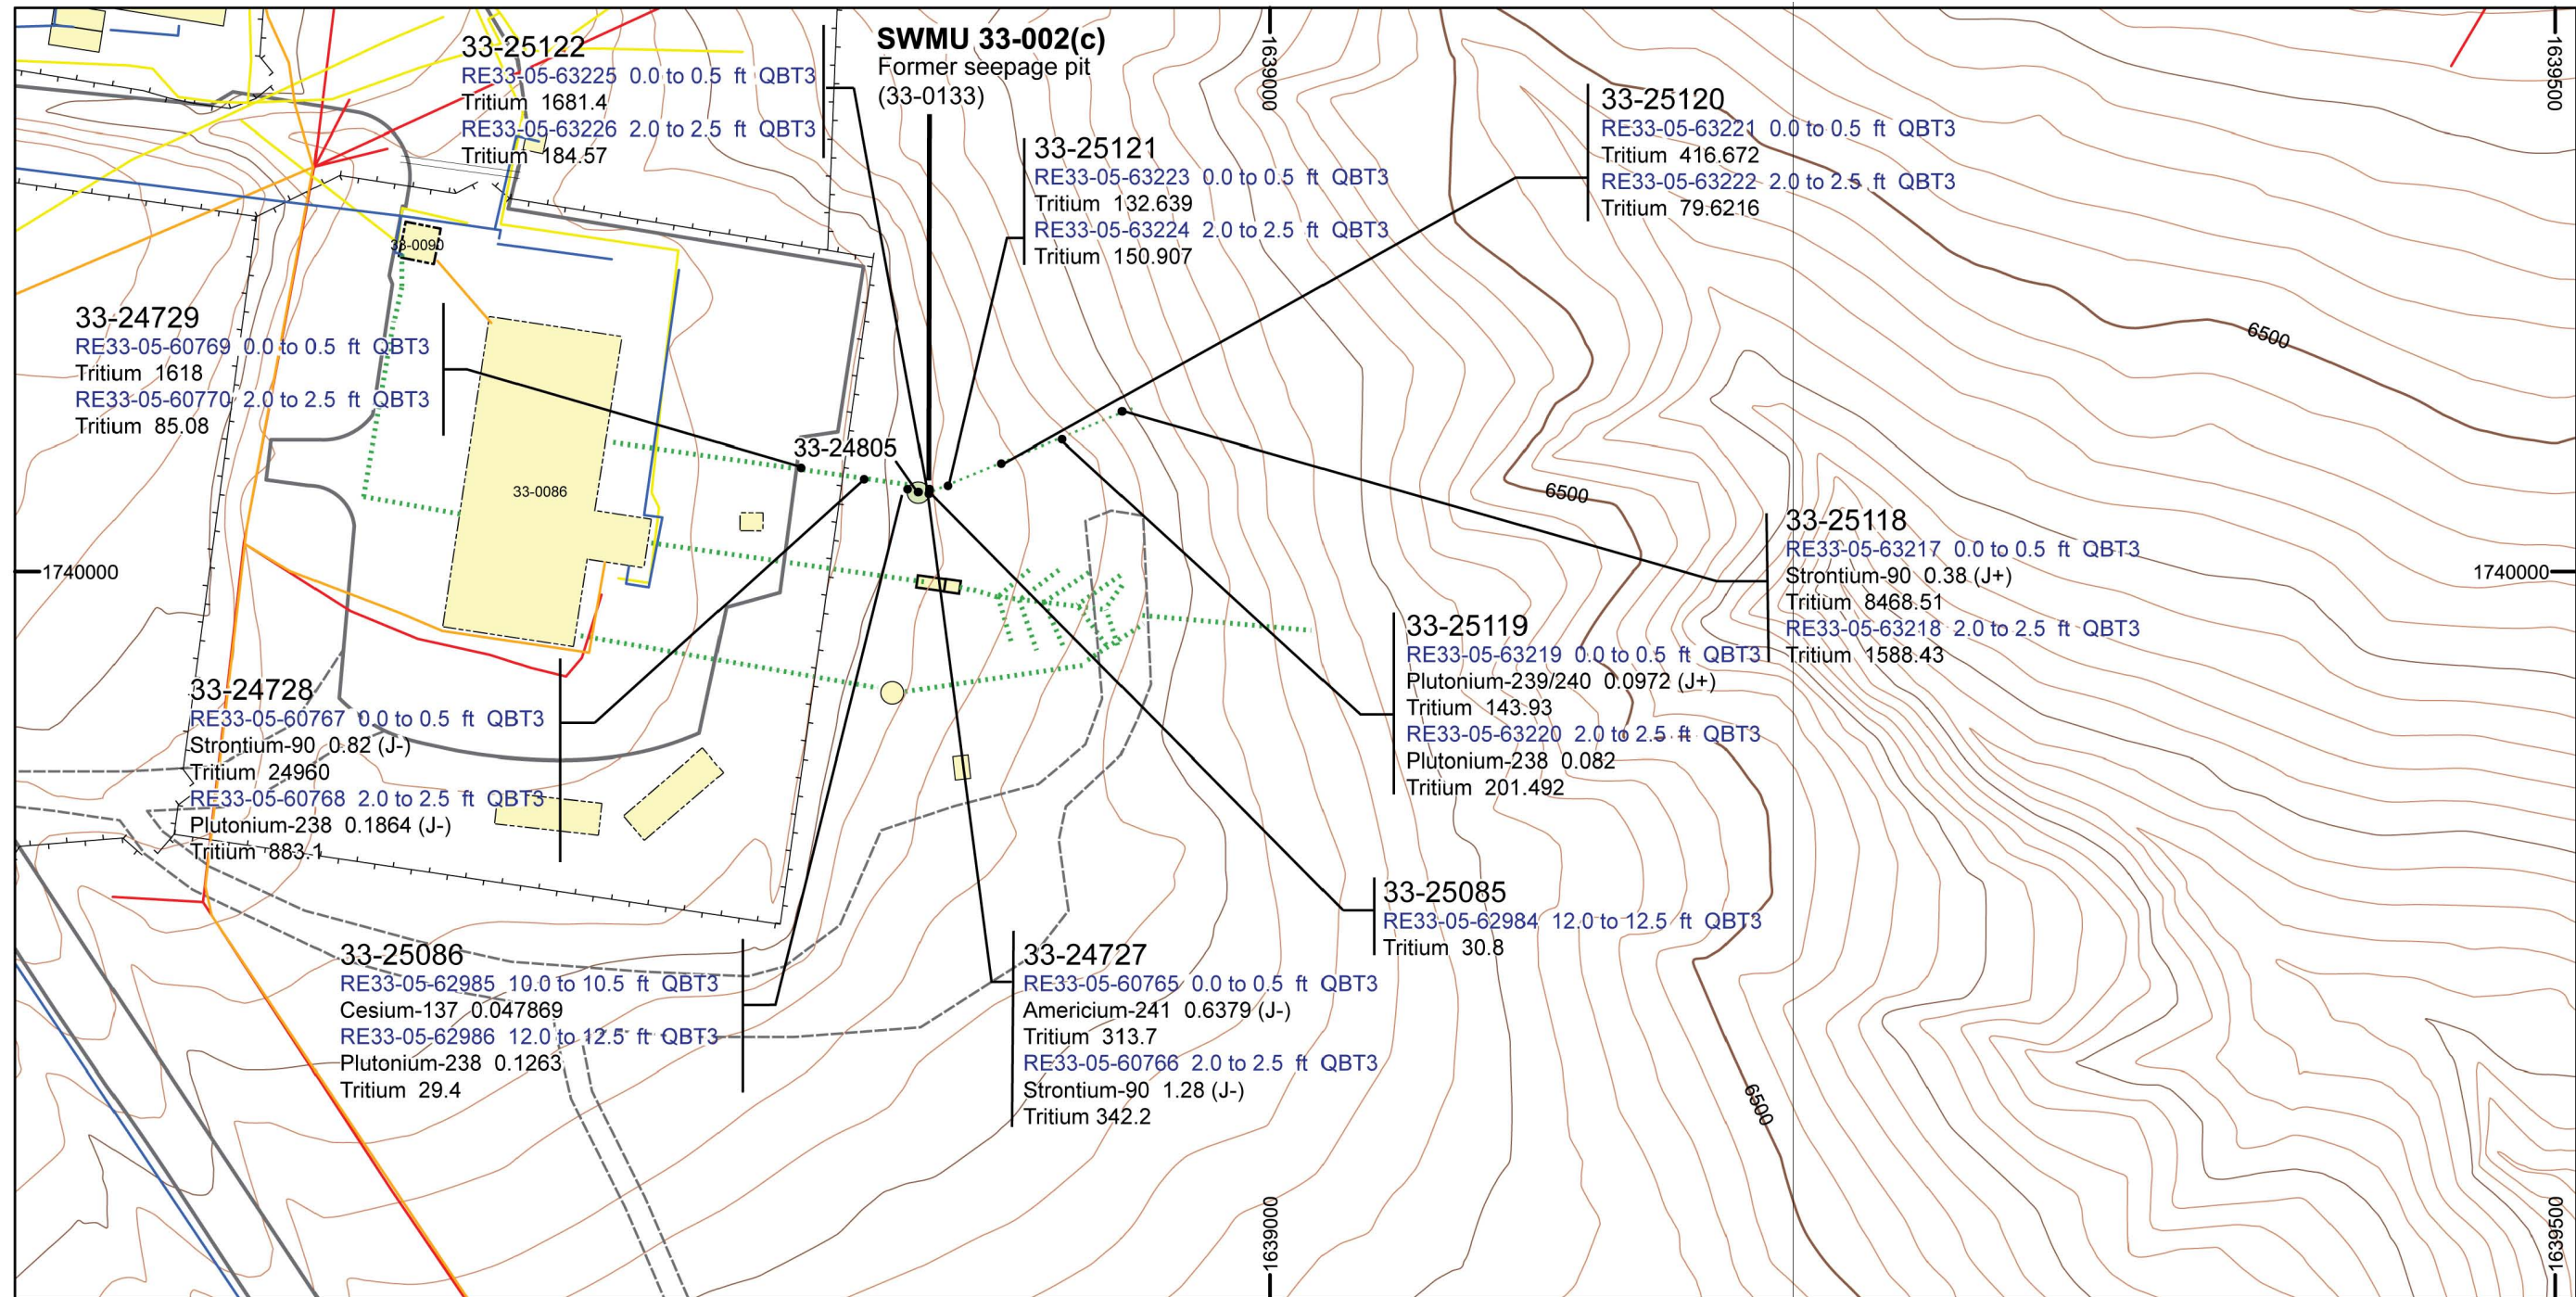 33-25122
RE33-05-63225 0.0 to 0.5 ft QBT3
Tritium 1681.4
RE33-05-63226 2.0 to 2.5 ft QBT3
Tritium 184.57
SWMU 33-002(c)
Former seepage pit
(33-0133)
1639000
1639500
33-25121
RE33-05-63223 0.0 to 0.5 ft QBT3
Tritium 132.639
RE33-05-63224 2.0 to 2.5 ft QBT3
Tritium 150.907
33-25120
RE33-05-63221 0.0 to 0.5 ft QBT3
Tritium 416.672
RE33-05-63222 2.0 to 2.5 ft QBT3
Tritium 79.6216
33-0090
33-24729
RE33-05-60769 0.0 to 0.5 ft QBT3
Tritium 1618
RE33-05-60770 2.0 to 2.5 ft QBT3
Tritium 85.08
6500
33-24805
33-0086
6500
1740000
1740000
33-25118
RE33-05-63217 0.0 to 0.5 ft QBT3
Strontium-90 0.38 (J+)
Tritium 8468.51
RE33-05-63218 2.0 to 2.5 ft QBT3
Tritium 1588.43
33-25119
RE33-05-63219 0.0 to 0.5 ft QBT3
Plutonium-239/240 0.0972 (J+)
Tritium 143.93
RE33-05-63220 2.0 to 2.5 ft QBT3
Plutonium-238 0.082
Tritium 201.492
33-24728
RE33-05-60767 0.0 to 0.5 ft QBT3
Strontium-90 0.82 (J-)
Tritium 24960
RE33-05-60768 2.0 to 2.5 ft QBT3
Plutonium-238 0.1864 (J-)
Tritium 883.1
33-25085
RE33-05-62984 12.0 to 12.5 ft QBT3
Tritium 30.8
33-25086
RE33-05-62985 10.0 to 10.5 ft QBT3
Cesium-137 0.047869
RE33-05-62986 12.0 to 12.5 ft QBT3
Plutonium-238 0.1263
Tritium 29.4
33-24727
RE33-05-60765 0.0 to 0.5 ft QBT3
Americium-241 0.6379 (J-)
Tritium 313.7
RE33-05-60766 2.0 to 2.5 ft QBT3
Strontium-90 1.28 (J-)
Tritium 342.2
6500
1639000
1639500